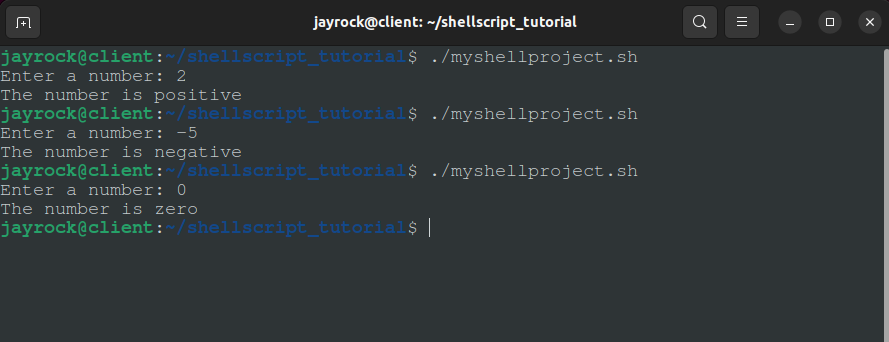 jayrock@client: ~/shellscript_tutorial
jayrock@client:~/shellscript_tutorial$ ./myshellproject.sh
Enter a number: 2
The number is positive
jayrock@client:~/shellscript_tutorial$ ./myshellproject.sh
Enter a number: -5
The number is negative
jayrock@client:~/shellscript_tutorial$ ./myshellproject.sh
Enter a number: 0
The number is zero
jayrock@client:~/shellscript_tutorial$